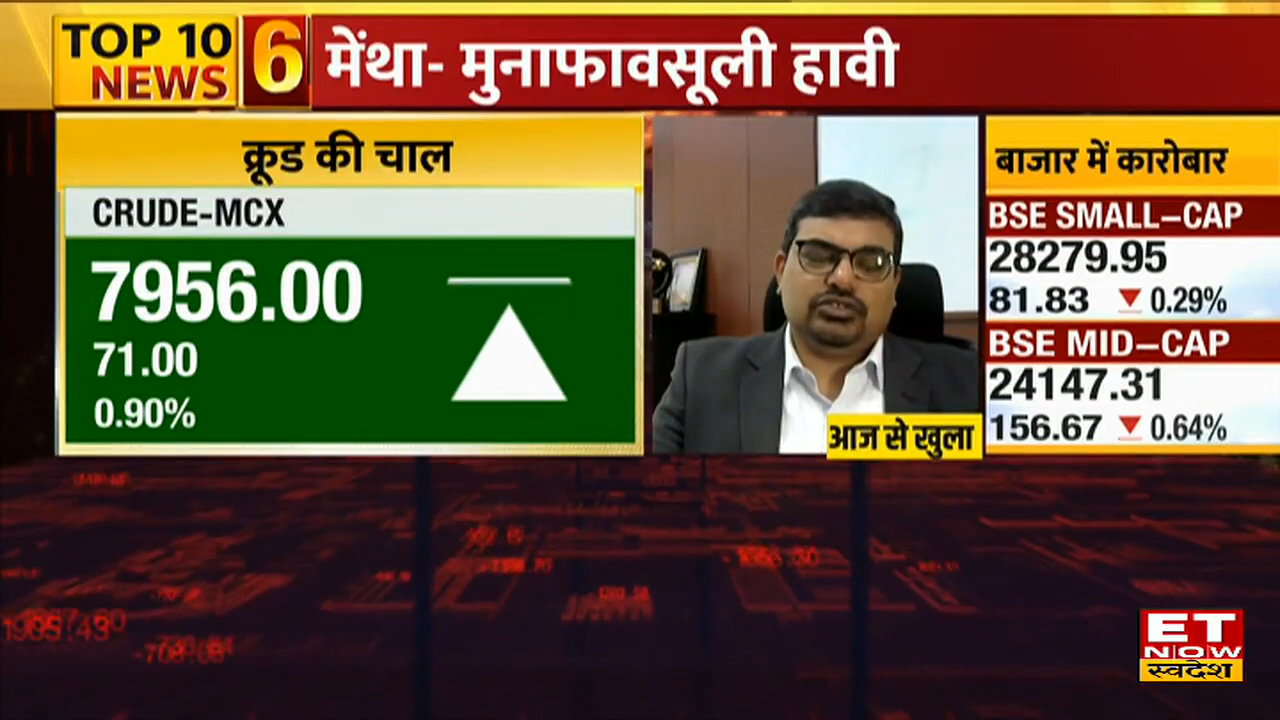 TOP 10
NEWS
6
मेंथा- मुनाफावसूली हावी
क्रूड की चाल
CRUDE-MCX
7956.00
71.00
0.90%
आज से खुला
बाजार में कारोबार
BSE SMALL-CAP
28279.95
81.83 0.29%
BSE MID-CAP
24147.31
156.67 0.64%
ET
NOW
स्वदेश